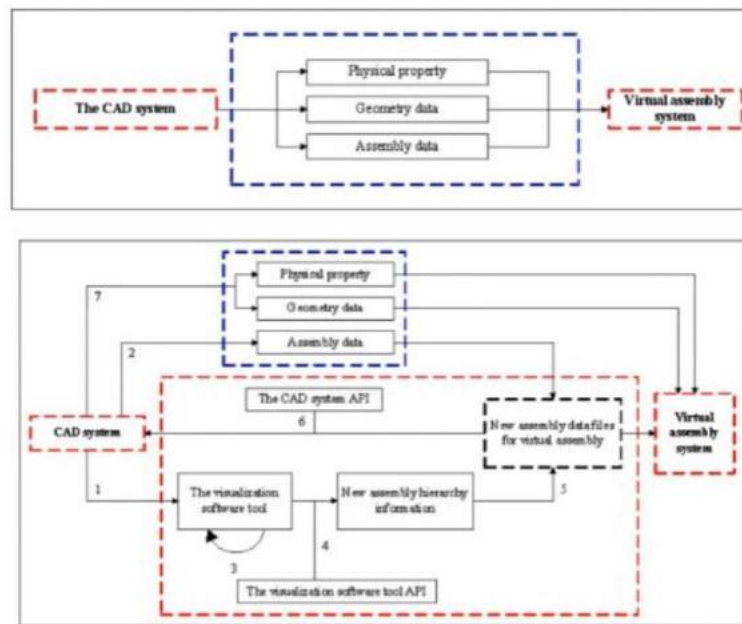 Physical property
The CAD system
Geometry data
Virtual assembly
system
Assembly data
Physical property
7
Geometry data
2
Assembly data
The CAD system API
6
CAD system
New assembly data files
for virtual assembly
Virtual
assembly
system
1
The visualization
software tool
New assembly hierarchy
information
5
4
3
The visualization software tool API